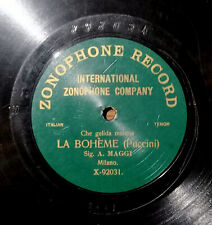 ZONOPHONE RECORD
INTERNATIONAL
ZONOPHONE COMPANY
ITALIAN
TENOR
Che gelida manina
LA BOHÈME (Puccini)
Sig. A. MAGGI
Milano.
X-92031.